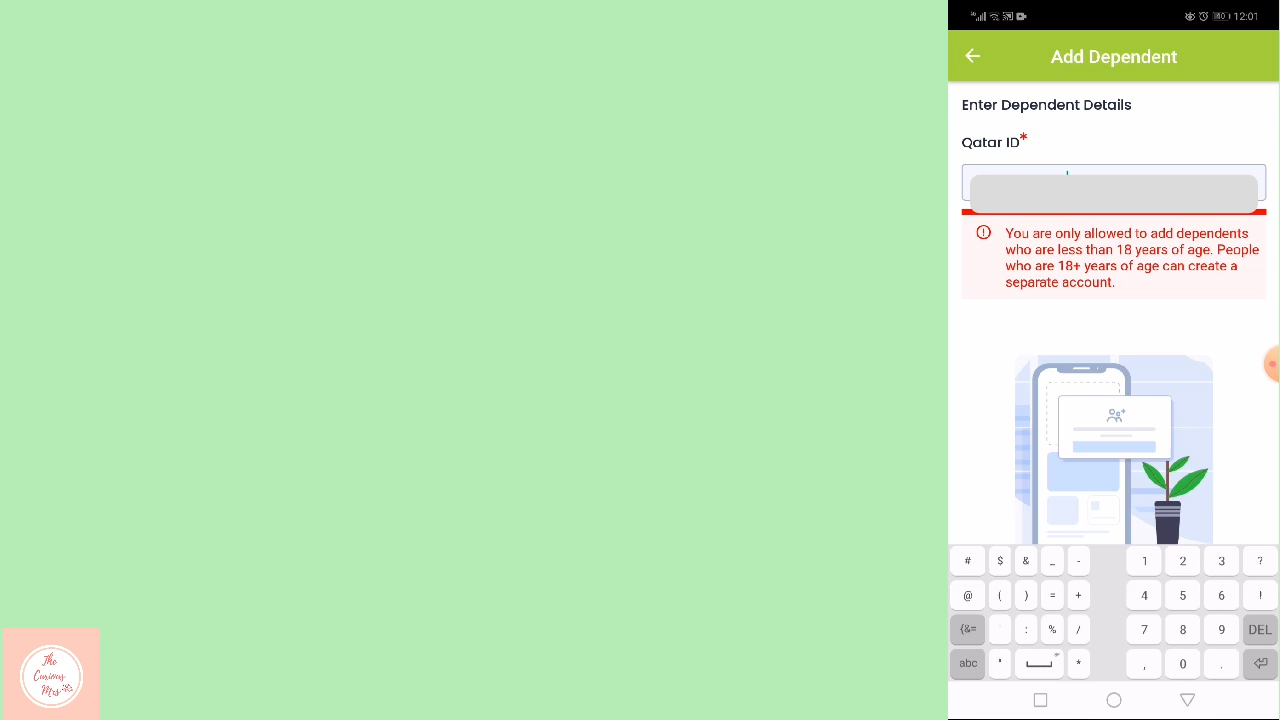 12:01
Add Dependent
Enter Dependent Details
Qatar ID*
You are only allowed to add dependents
who are less than 18 years of age. People
who are 18+ years of age can create a
separate account.
# $ & _ - 1 2 3 ?
@ ( ) = + 4 5 6 !
{&= : % / 7 8 9 DEL
abc " * , 0 .
The
Curious
Mrs